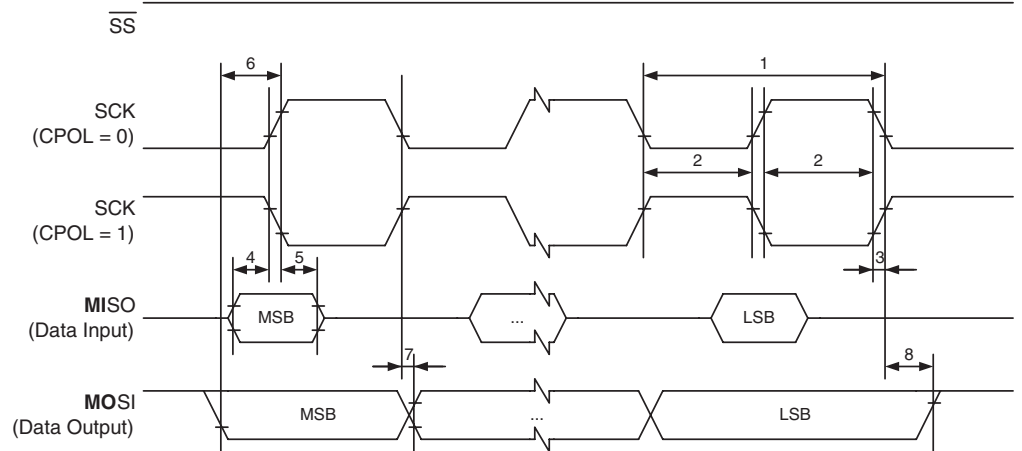 SS
6
1
SCK
(CPOL = 0)
2
2
SCK
(CPOL = 1)
4
5
3
MISO
(Data Input)
MSB
...
LSB
7
8
MOSI
(Data Output)
MSB
...
LSB